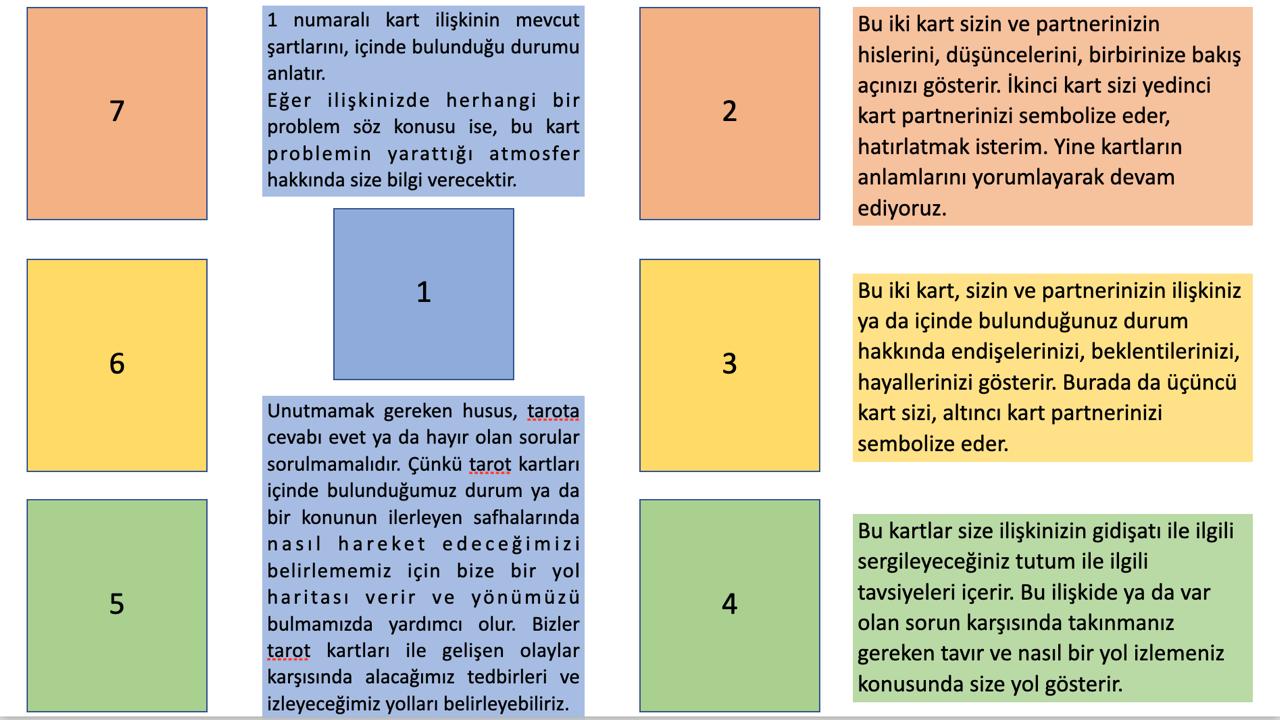 7
1 numaralı kart ilişkinin mevcut
şartlarını, içinde bulunduğu durumu
anlatır.
Eğer ilişkinizde herhangi bir
problem söz konusu ise, bu kart
problemin yarattığı atmosfer
hakkında size bilgi verecektir.
2
Bu iki kart sizin ve partnerinizin
hislerini, düşüncelerini, birbirinize bakış
açınızı gösterir. İkinci kart sizi yedinci
kart partnerinizi sembolize eder,
hatırlatmak isterim. Yine kartların
anlamlarını yorumlayarak devam
ediyoruz.
1
6
3
Bu iki kart, sizin ve partnerinizin ilişkiniz
ya da içinde bulunduğunuz durum
hakkında endişelerinizi, beklentilerinizi,
hayallerinizi gösterir. Burada da üçüncü
kart sizi, altıncı kart partnerinizi
sembolize eder.
Unutmamak gereken husus, tarota
cevabı evet ya da hayır olan sorular
sorulmamalıdır. Çünkü tarot kartları
içinde bulunduğumuz durum ya da
bir konunun ilerleyen safhalarında
nasıl hareket edeceğimizi
belirlememiz için bize bir yol
haritası verir ve yönümüzü
bulmamızda yardımcı olur. Bizler
tarot kartları ile gelişen olaylar
karşısında alacağımız tedbirleri ve
izleyeceğimiz yolları belirleyebiliriz.
5
4
Bu kartlar size ilişkinizin gidişatı ile ilgili
sergileyeceğiniz tutum ile ilgili
tavsiyeleri içerir. Bu ilişkide ya da var
olan sorun karşısında takınmanız
gereken tavır ve nasıl bir yol izlemeniz
konusunda size yol gösterir.